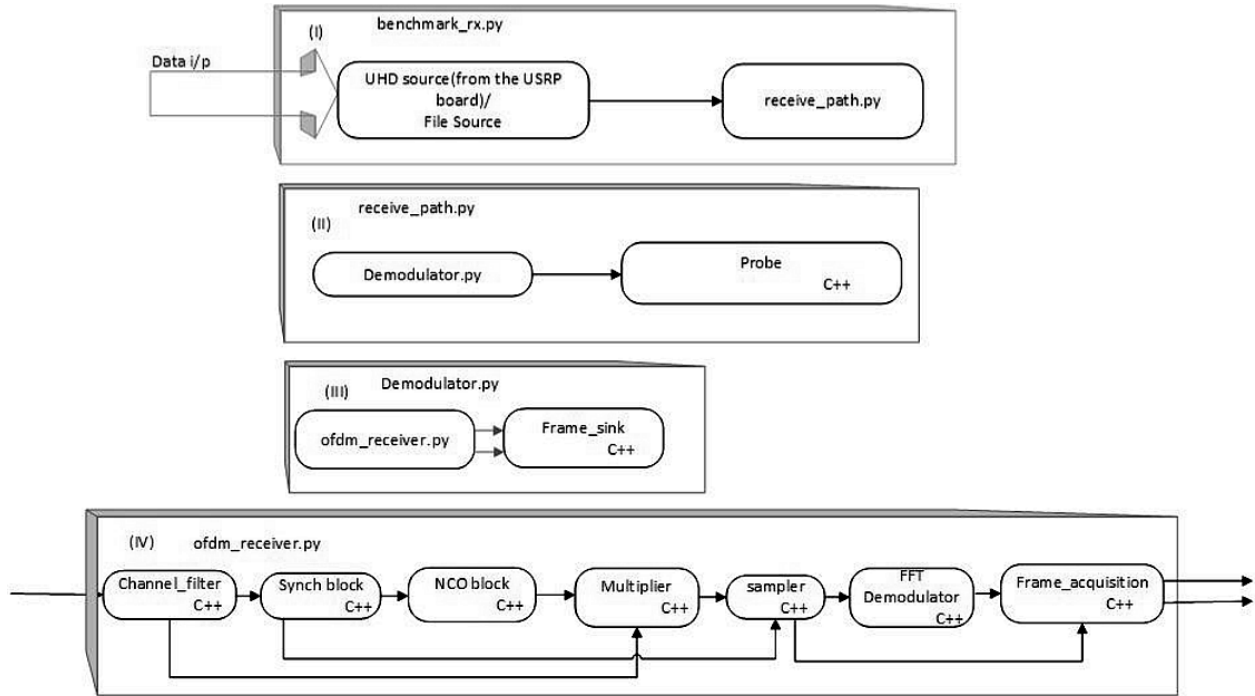 benchmark_rx.py
(I)
Data i/p
UHD source(from the USRP
board)/
File Source
receive_path.py
receive_path.py
(II)
Demodulator.py
Probe
C++
Demodulator.py
(III)
ofdm_receiver.py
Frame_sink
C++
(IV)
ofdm_receiver.py
Channel_filter
C++
Synch block
C++
NCO block
C++
Multiplier
C++
sampler
C++
FFT
Demodulator
C++
Frame_acquisition
C++